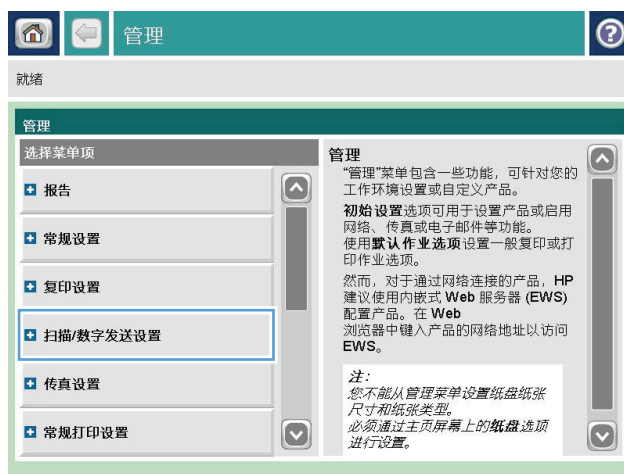 管理
就绪
管理
选择菜单项
报告
常规设置
复印设置
扫描/数字发送设置
传真设置
常规打印设置
管理
“管理”菜单包含一些功能，可针对您的
工作环境设置或自定义产品。
初始设置选项可用于设置产品或启用
网络、传真或电子邮件等功能。
使用默认作业选项设置一般复印或打
印作业选项。
然而，对于通过网络连接的产品，HP
建议使用内嵌式 Web 服务器 (EWS)
配置产品。在 Web
浏览器中键入产品的网络地址以访问
EWS。
注：
您不能从管理菜单设置纸盘纸张
尺寸和纸张类型。
必须通过主页屏幕上的纸盘选项
进行设置。